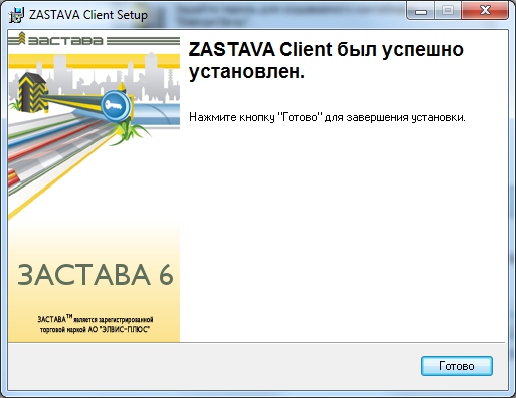 ZASTAVA Client Setup
ЗАСТАВА
ZASTAVA Client был успешно
установлен.
Нажмите кнопку "Готово" для завершения установки.
ЗАСТАВА 6
ЗАСТАВА™ является зарегистрированной
торговой маркой МО "ЭЛВИС-ПЛЮС"
Готово